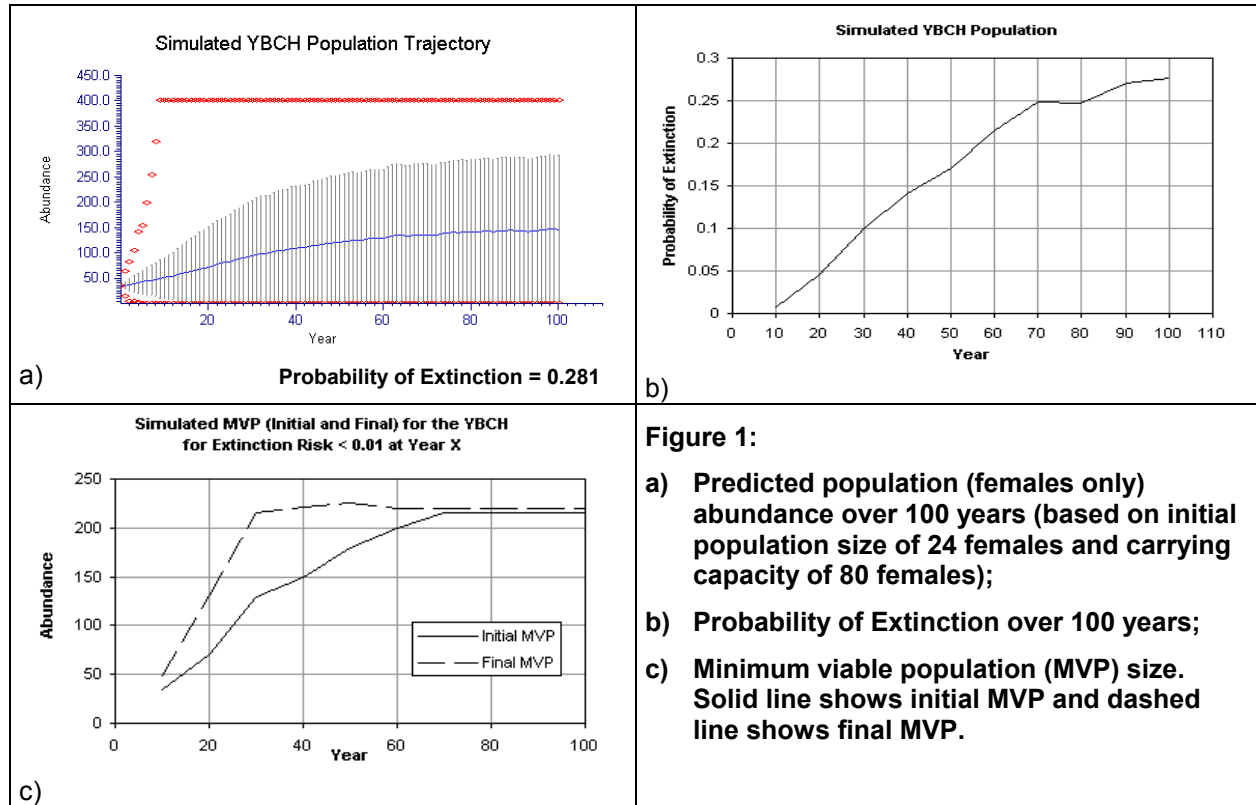 Simulated YBCH Population Trajectory
450.0
400.0
350.0
300.0
250.0
200.0
150.0
100.0
50.0
Abundance
20
40
60
80
100
Year
a)
Probability of Extinction = 0.281
Simulated YBCH Population
0.3
0.25
0.2
0.15
0.1
0.05
0
Probability of Extinction
0 10 20 30 40 50 60 70 80 90 100 110
Year
b)
Simulated MVP (Initial and Final) for the YBCH
for Extinction Risk < 0.01 at Year X
250
200
150
100
50
0
Abundance
Initial MVP
Final MVP
0 20 40 60 80 100
Year
c)
Figure 1:
a) Predicted population (females only)
abundance over 100 years (based on initial
population size of 24 females and carrying
capacity of 80 females);
b) Probability of Extinction over 100 years;
c) Minimum viable population (MVP) size.
Solid line shows initial MVP and dashed
line shows final MVP.